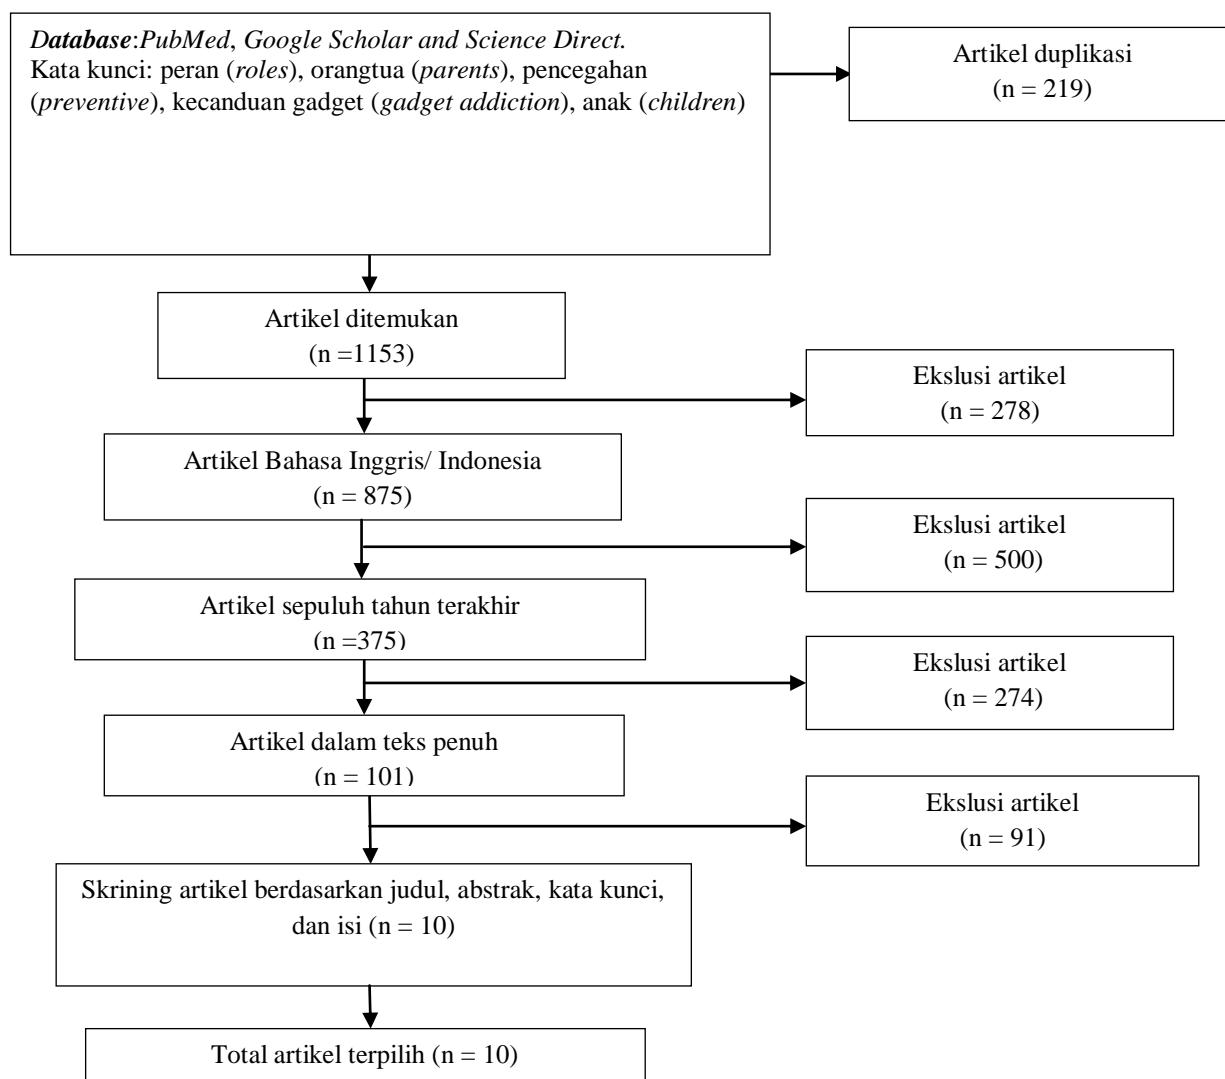 Database:PubMed, Google Scholar and Science Direct.
Kata kunci: peran (roles), orangtua (parents), pencegahan
(preventive), kecanduan gadget (gadget addiction), anak (children)
Artikel duplikasi
(n = 219)
Artikel ditemukan
(n =1153)
Ekslusi artikel
(n = 278)
Artikel Bahasa Inggris/ Indonesia
(n = 875)
Ekslusi artikel
(n = 500)
Artikel sepuluh tahun terakhir
(n =375)
Ekslusi artikel
(n = 274)
Artikel dalam teks penuh
(n = 101)
Ekslusi artikel
(n = 91)
Skrining artikel berdasarkan judul, abstrak, kata kunci,
dan isi (n = 10)
Total artikel terpilih (n = 10)